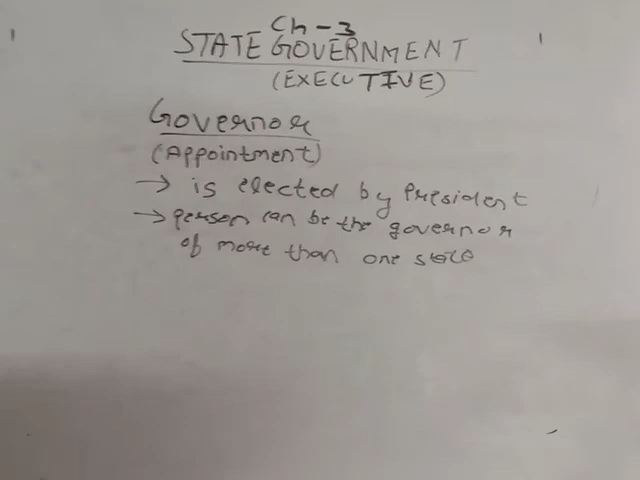 Ch-3
STATE GOVERNMENT
(EXECUTIVE)
Governor
(Appointment)
→ is elected by President
→ person can be the governor
of more than one state